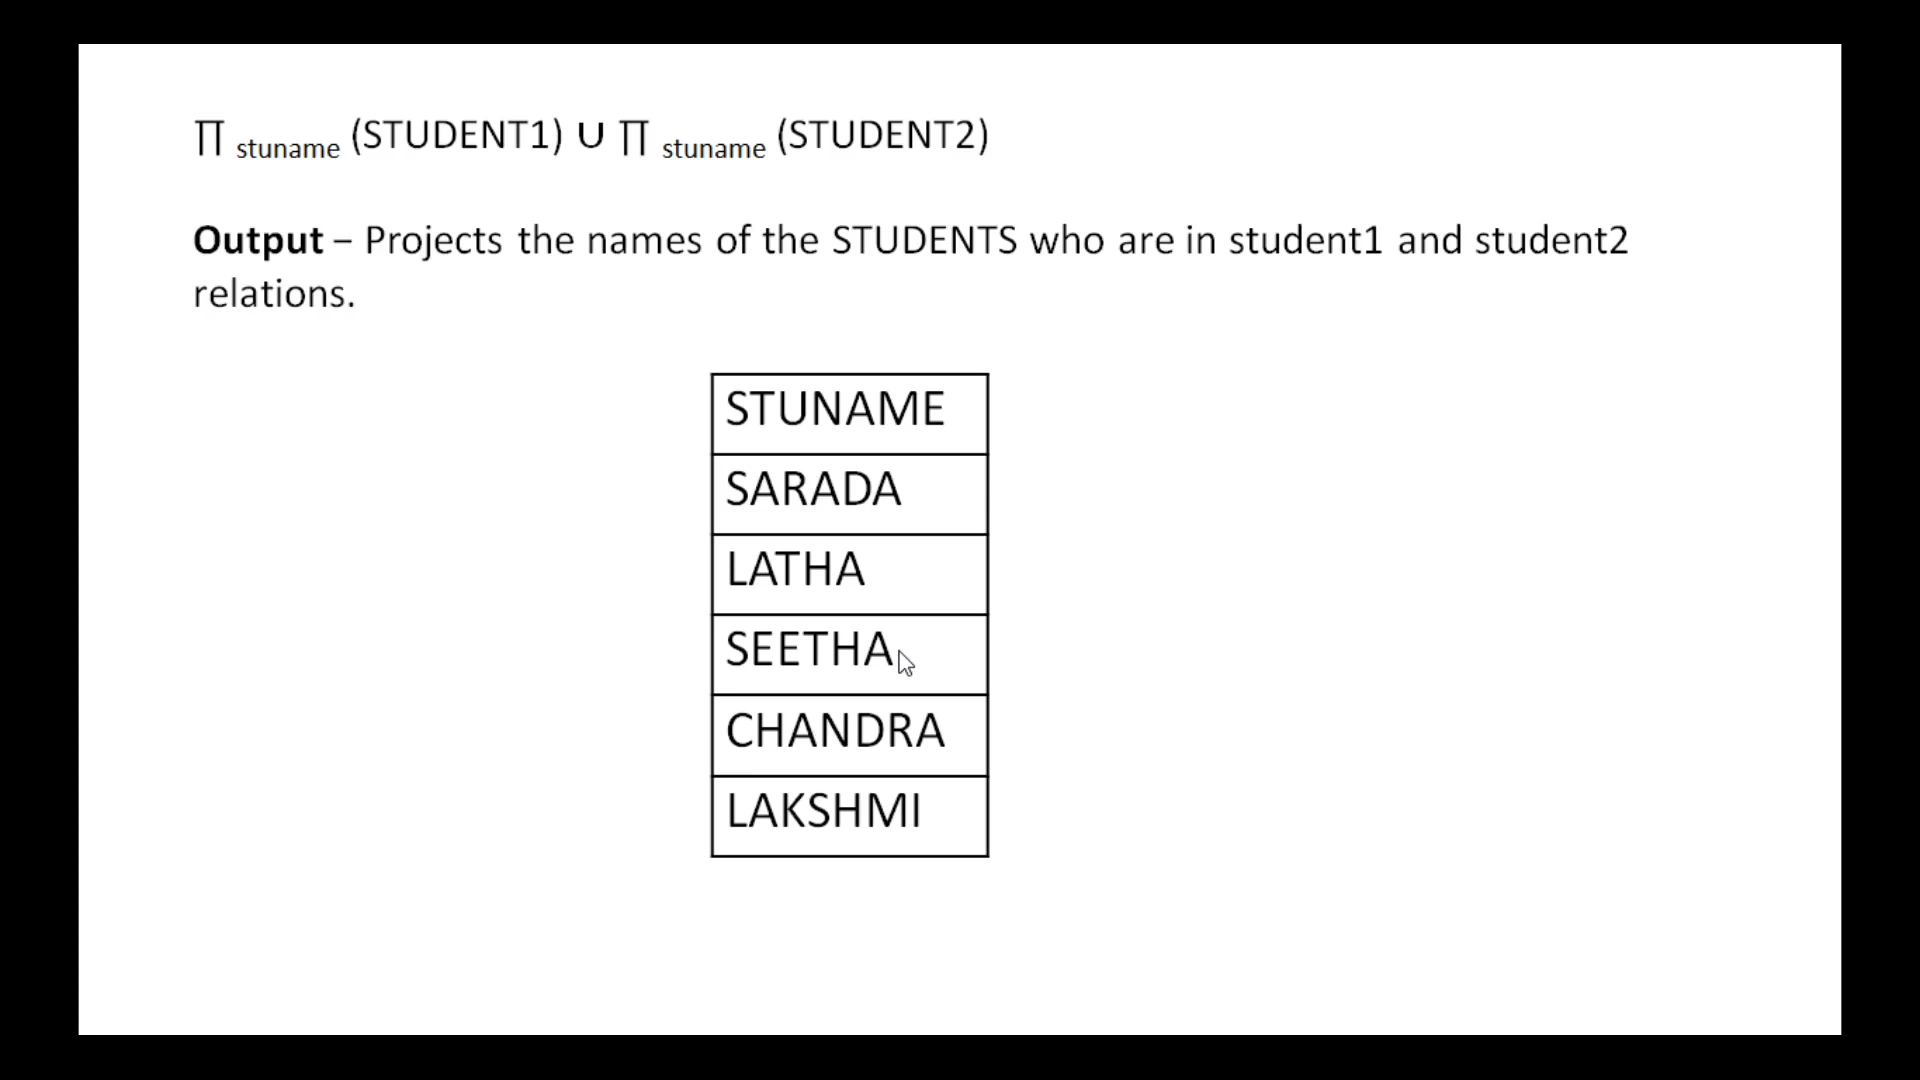 ∏ stuname (STUDENT1) ∪ ∏ stuname (STUDENT2)
Output – Projects the names of the STUDENTS who are in student1 and student2
relations.
STUNAME
SARADA
LATHA
SEETHA
CHANDRA
LAKSHMI